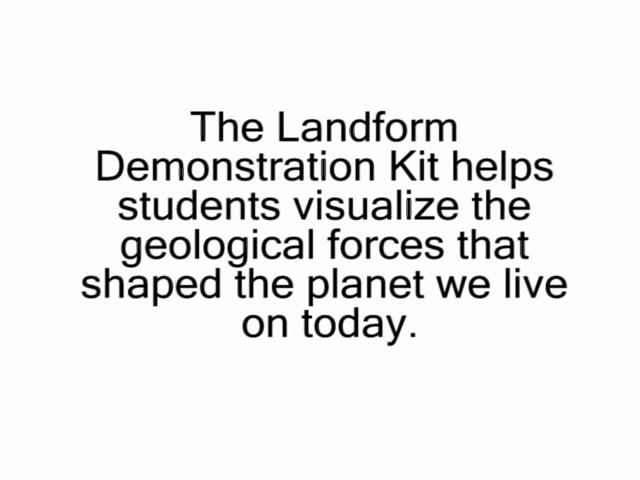 The Landform
Demonstration Kit helps
students visualize the
geological forces that
shaped the planet we live
on today.